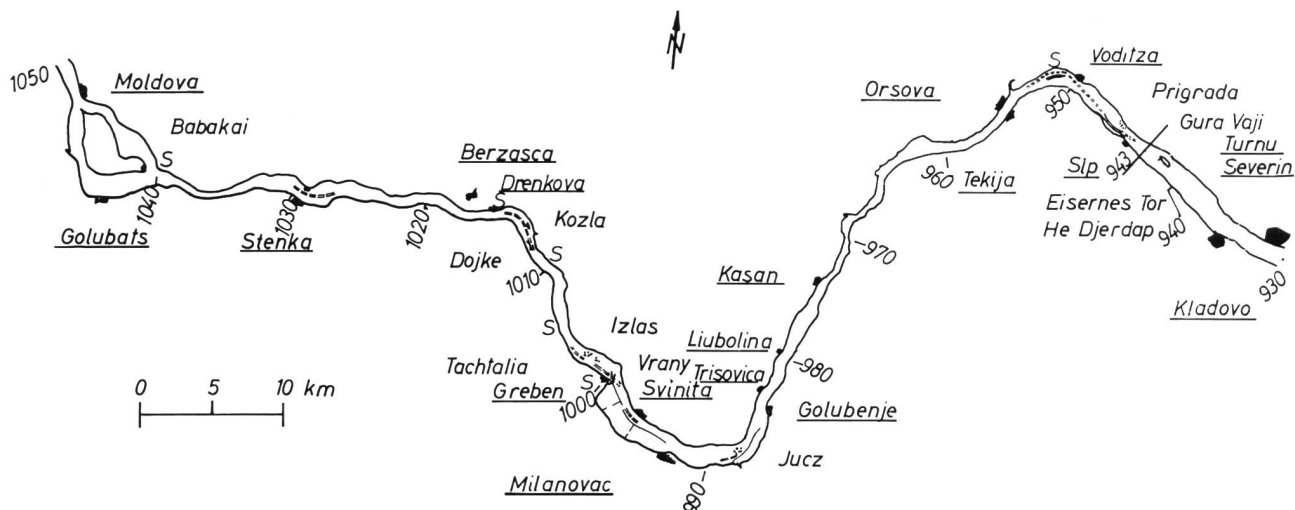 1050
Moldova
Babakai
S
1040
Golubats
Stenka
1030
1020
Berzasca
Drenkova
S
Kozla
Dojke
S
1010
S
Izlas
Tachtalia
Greben
S
1000
Vrany
Svinita
Milanovac
890
Jucz
Golubenje
Trisovica
Liubolina
-980
Kaşan
-970
N
Orsova
960
Tekija
S
950
Voditza
Prigrada
Gura Vaji
Turnu
Severin
Slp
943
Eisernes Tor
He Djerdap
940
Kladovo
930
0 5 10 km